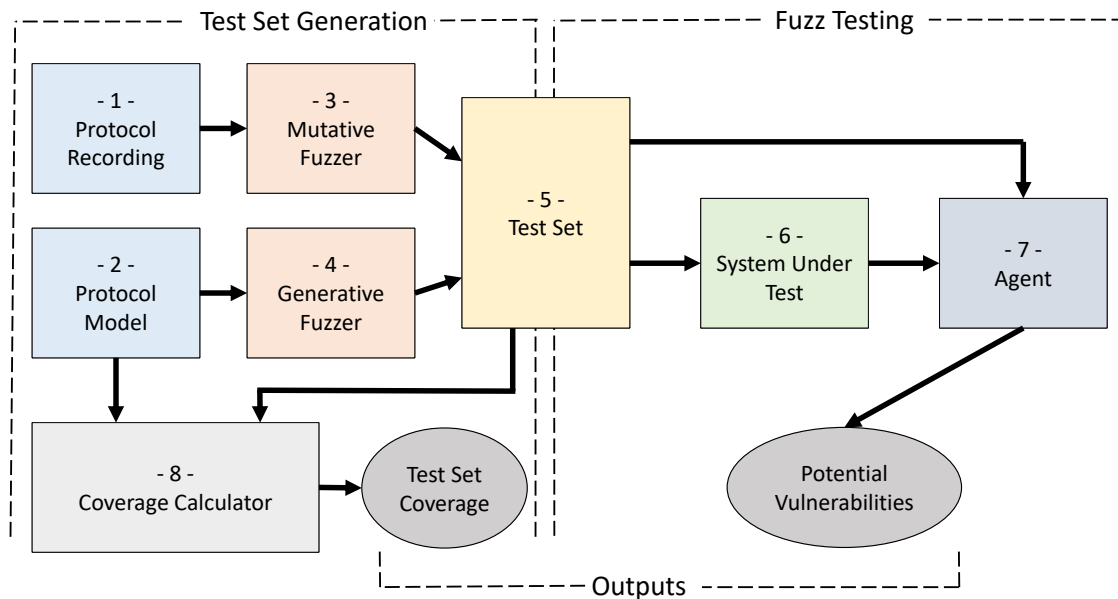 Test Set Generation
Fuzz Testing
- 1 -
Protocol
Recording
- 3 -
Mutative
Fuzzer
- 5 -
Test Set
- 2 -
Protocol
Model
- 4 -
Generative
Fuzzer
- 6 -
System Under
Test
- 7 -
Agent
- 8 -
Coverage Calculator
Test Set
Coverage
Potential
Vulnerabilities
Outputs